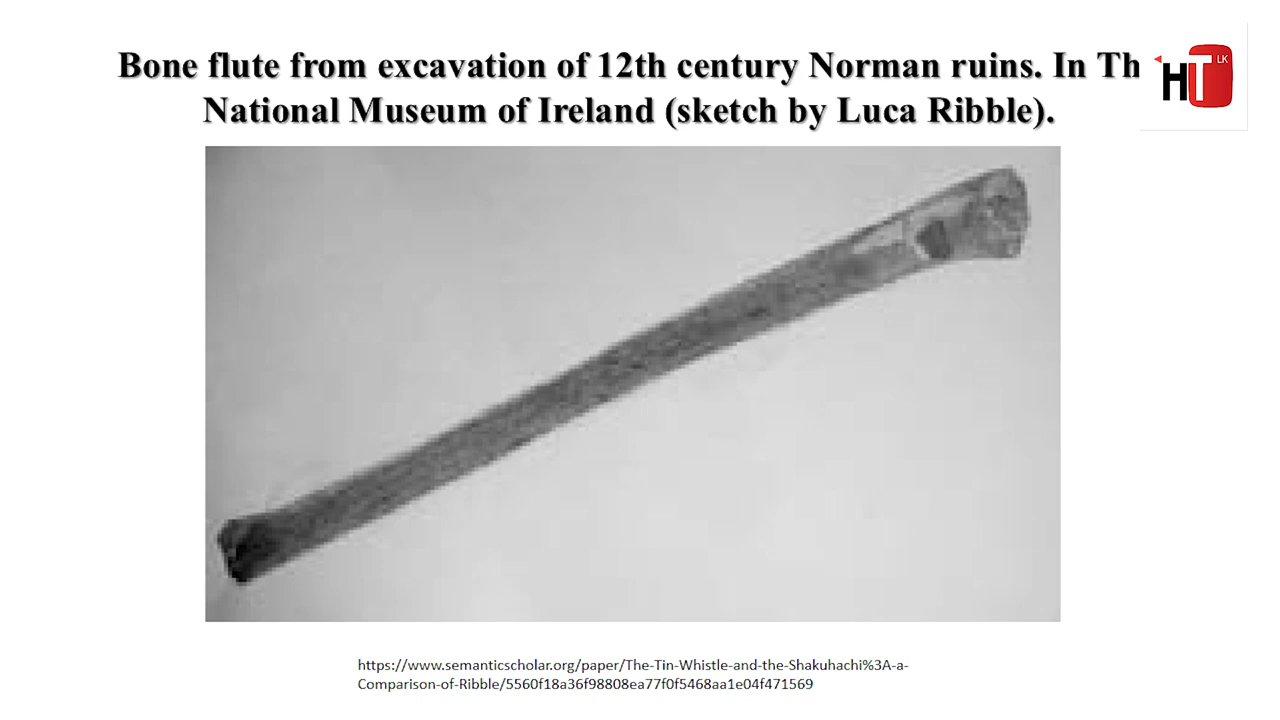 Bone flute from excavation of 12th century Norman ruins. In Th
National Museum of Ireland (sketch by Luca Ribble).
HT LK
https://www.semanticscholar.org/paper/The-Tin-Whistle-and-the-Shakuhachi%3A-a-
Comparison-of-Ribble/5560f18a36f98808ea77f0f5468aa1e04f471569